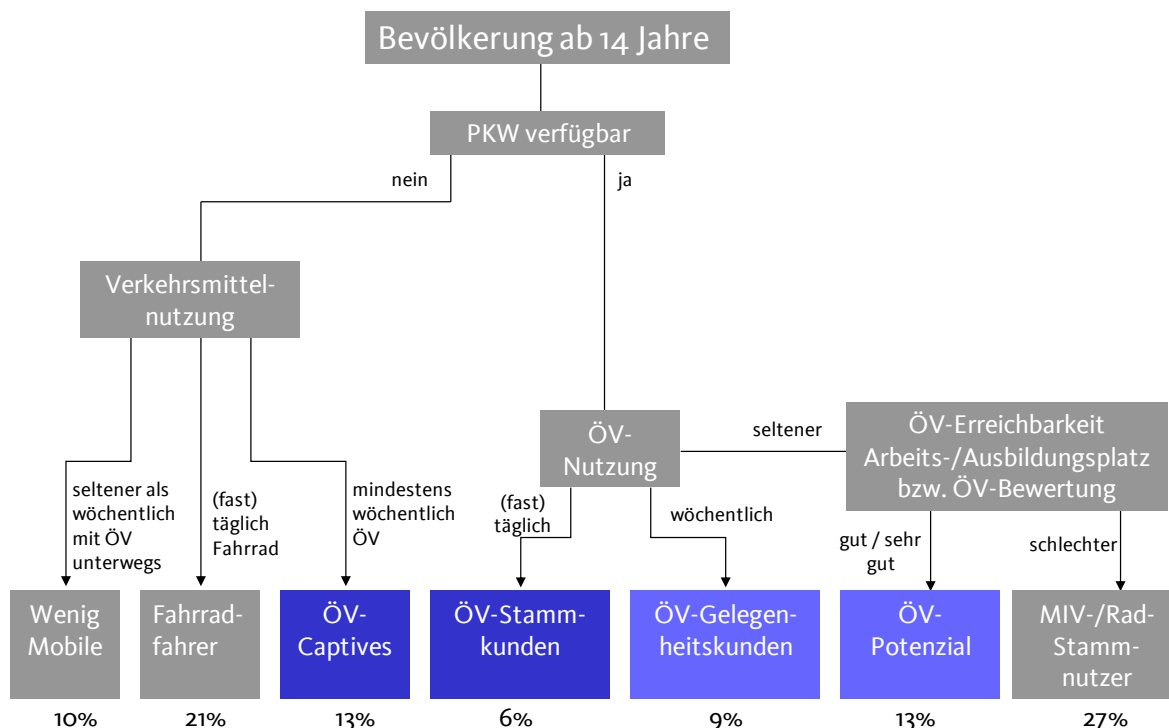 Bevölkerung ab 14 Jahre
PKW verfügbar
nein
ja
Verkehrsmittel-
nutzung
ÖV-
Nutzung
seltener
ÖV-Erreichbarkeit
Arbeits-/Ausbildungsplatz
bzw. ÖV-Bewertung
seltener als
wöchentlich
mit ÖV
unterwegs
(fast)
täglich
Fahrrad
mindestens
wöchentlich
ÖV
(fast)
täglich
wöchentlich
gut / sehr
gut
schlechter
Wenig
Mobile
Fahrrad-
fahrer
ÖV-
Captives
ÖV-Stamm-
kunden
ÖV-Gelegen-
heitskunden
ÖV-
Potenzial
MIV-/Rad-
Stamm-
nutzer
10%
21%
13%
6%
9%
13%
27%